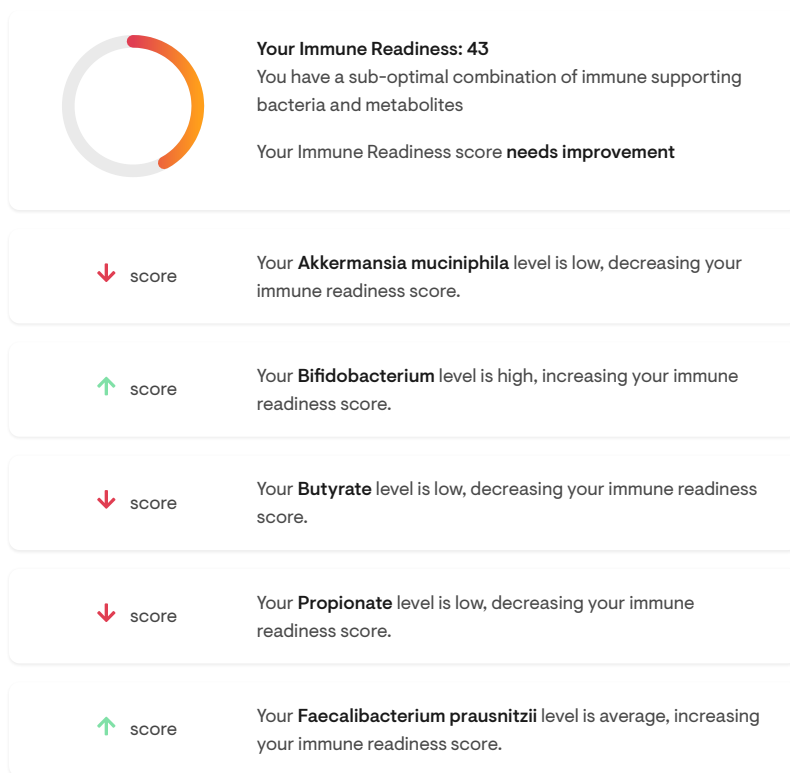 Your Immune Readiness: 43
You have a sub-optimal combination of immune supporting
bacteria and metabolites
Your Immune Readiness score needs improvement
score
Your Akkermansia muciniphila level is low, decreasing your
immune readiness score.
score
Your Bifidobacterium level is high, increasing your immune
readiness score.
score
Your Butyrate level is low, decreasing your immune readiness
score.
score
Your Propionate level is low, decreasing your immune
readiness score.
score
Your Faecalibacterium prausnitzii level is average, increasing
your immune readiness score.